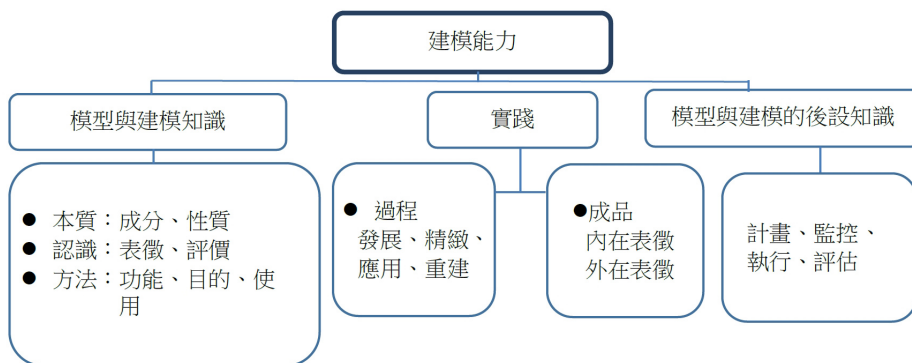 建模能力
模型與建模知識
實踐
模型與建模的後設知識
● 本質：成分、性質
● 認識：表徵、評價
● 方法：功能、目的、使
用
● 過程
發展、精緻、
應用、重建
●成品
內在表徵
外在表徵
計畫、監控、
執行、評估